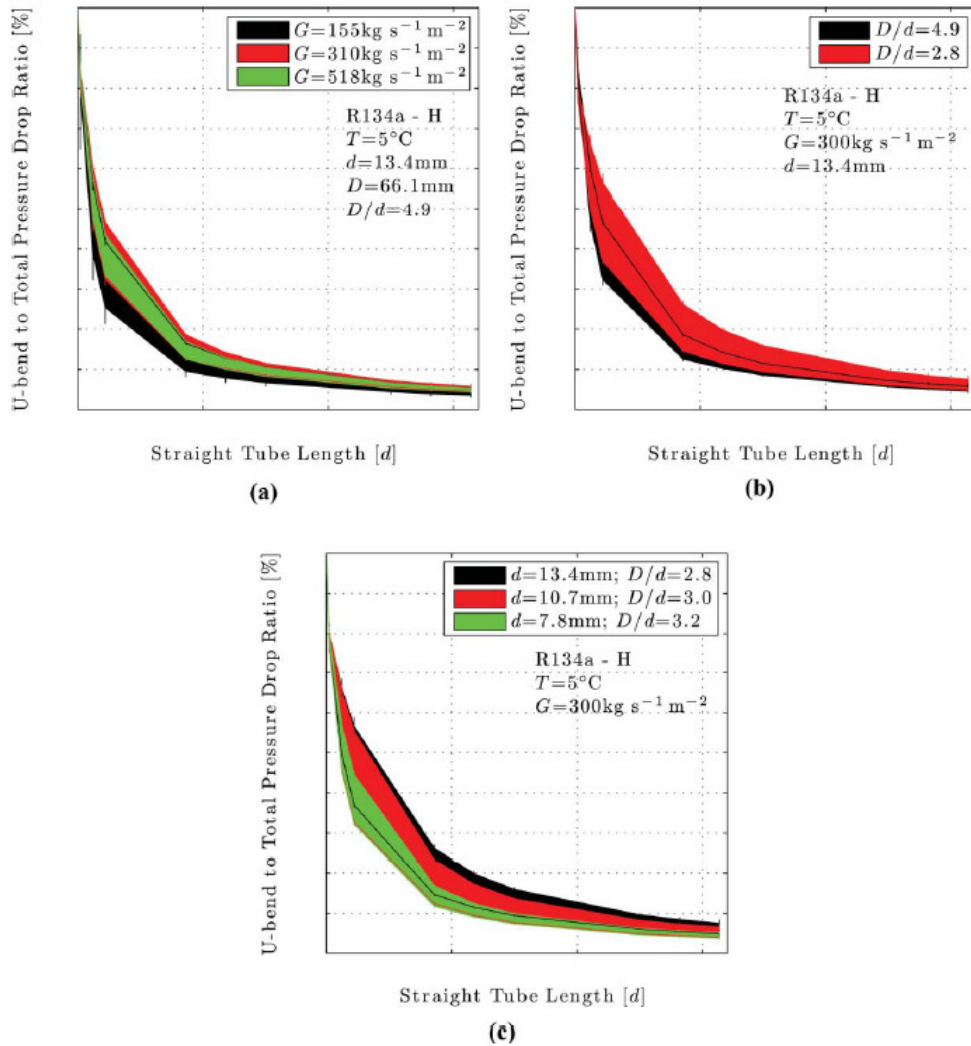 U-bend to Total Pressure Drop Ratio [%]
G=155kg s⁻¹ m⁻²
G=310kg s⁻¹ m⁻²
G=518kg s⁻¹ m⁻²
R134a - H
T=5°C
d=13.4mm
D=66.1mm
D/d=4.9
Straight Tube Length [d]
(a)
U-bend to Total Pressure Drop Ratio [%]
D/d=4.9
D/d=2.8
R134a - H
T=5°C
G=300kg s⁻¹ m⁻²
d=13.4mm
Straight Tube Length [d]
(b)
U-bend to Total Pressure Drop Ratio [%]
d=13.4mm; D/d=2.8
d=10.7mm; D/d=3.0
d=7.8mm; D/d=3.2
R134a - H
T=5°C
G=300kg s⁻¹ m⁻²
Straight Tube Length [d]
(c)